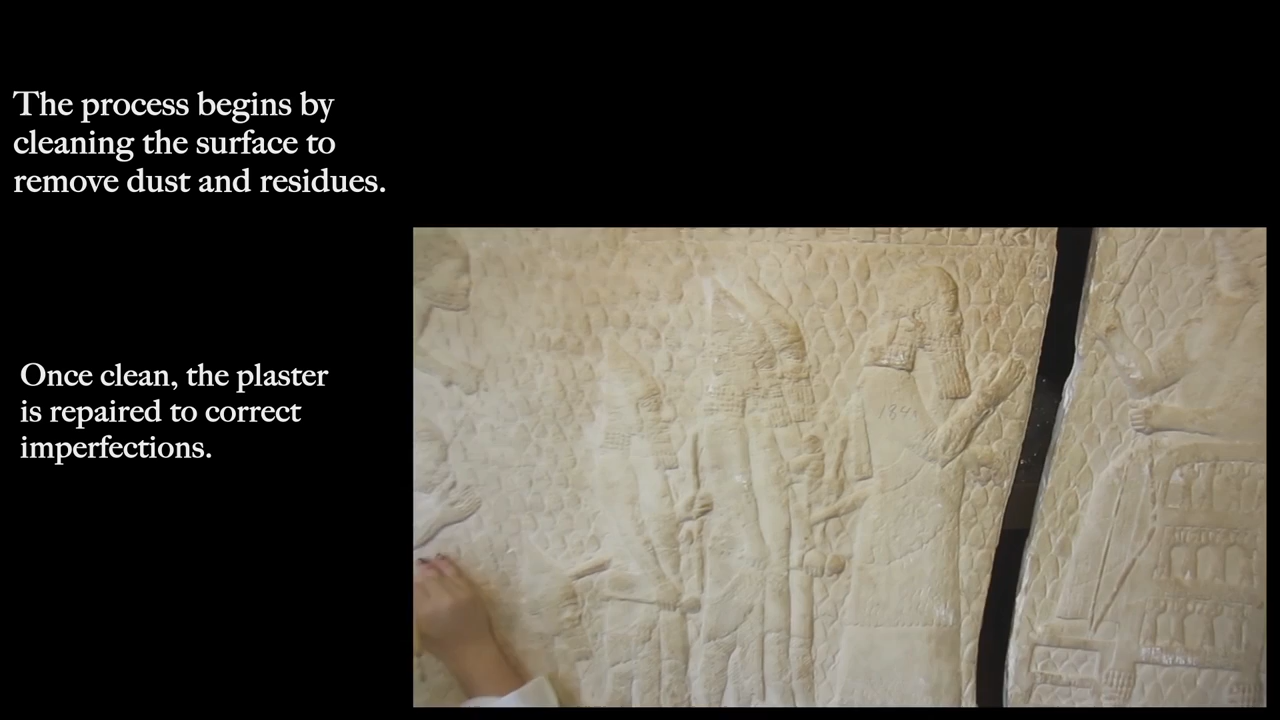 The process begins by
cleaning the surface to
remove dust and residues.
Once clean, the plaster
is repaired to correct
imperfections.